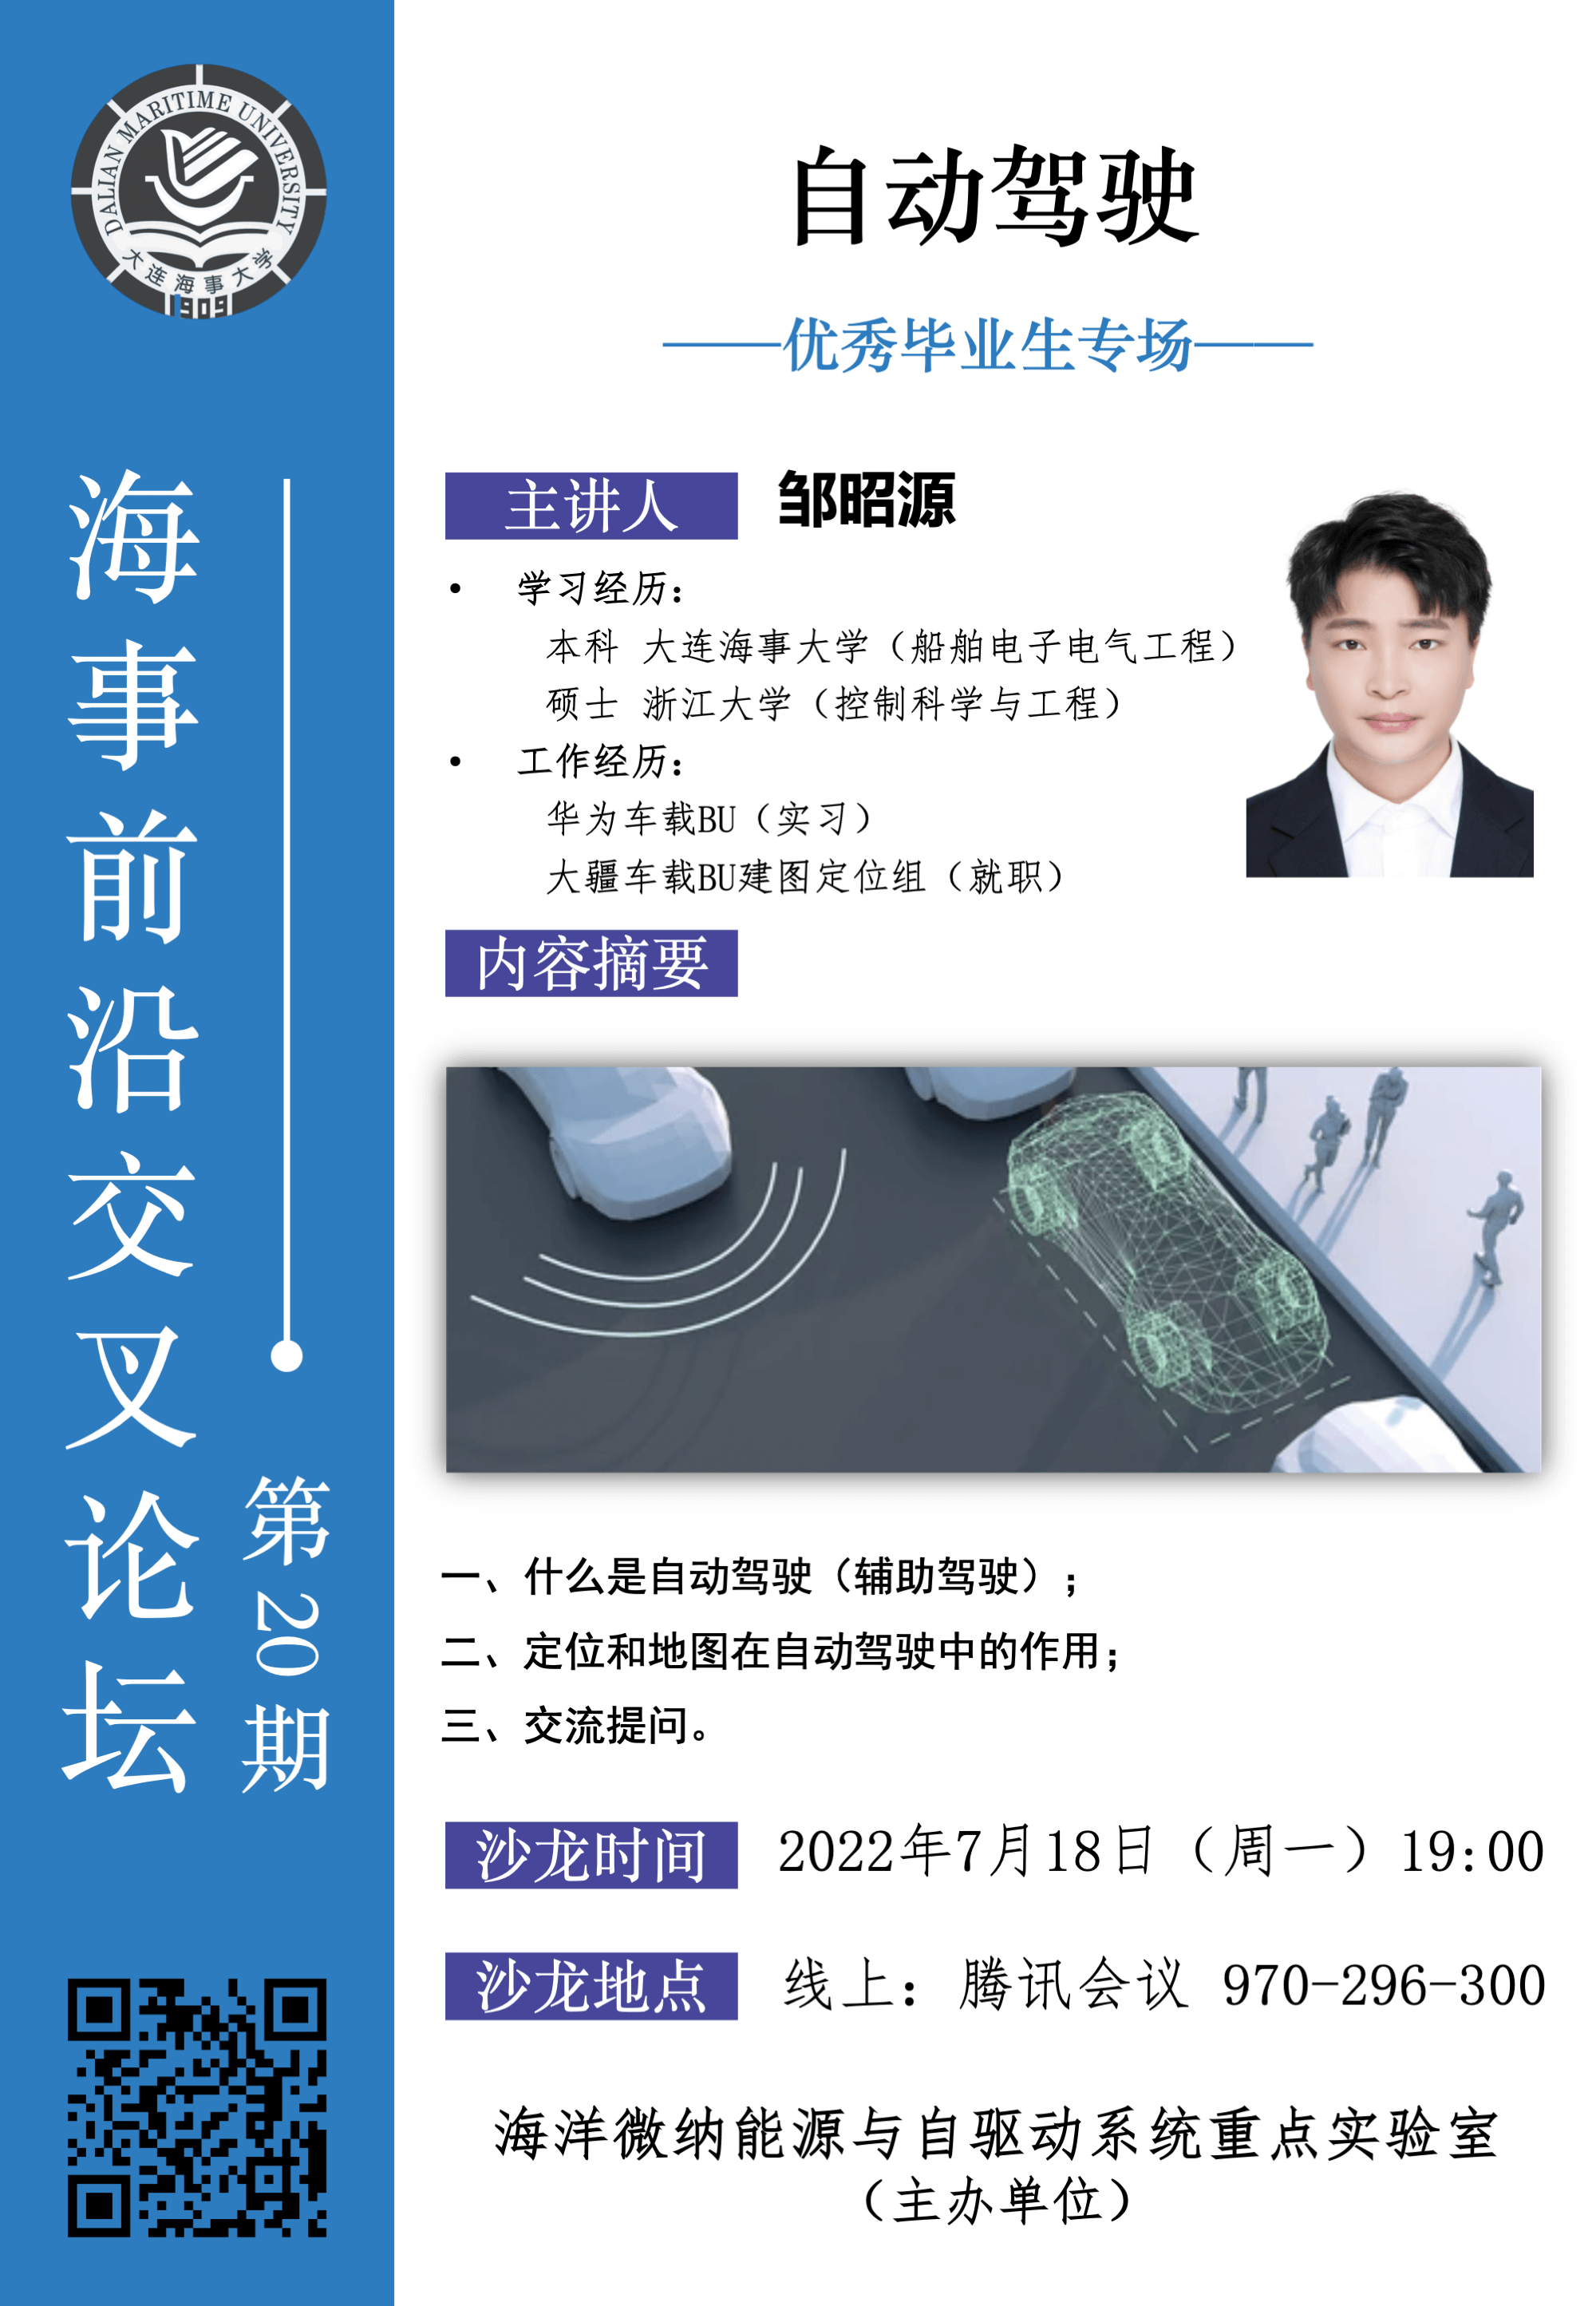 DALIAN MARITIME UNIVERSITY
大连海事大学
1909
海事前沿交叉论坛
第20期
自动驾驶
——优秀毕业生专场——
主讲人 邹昭源
• 学习经历：
本科 大连海事大学（船舶电子电气工程）
硕士 浙江大学（控制科学与工程）
• 工作经历：
华为车载BU（实习）
大疆车载BU建图定位组（就职）
内容摘要
一、什么是自动驾驶（辅助驾驶）；
二、定位和地图在自动驾驶中的作用；
三、交流提问。
沙龙时间 2022年7月18日（周一）19:00
沙龙地点 线上：腾讯会议 970-296-300
海洋微纳能源与自驱动系统重点实验室
（主办单位）